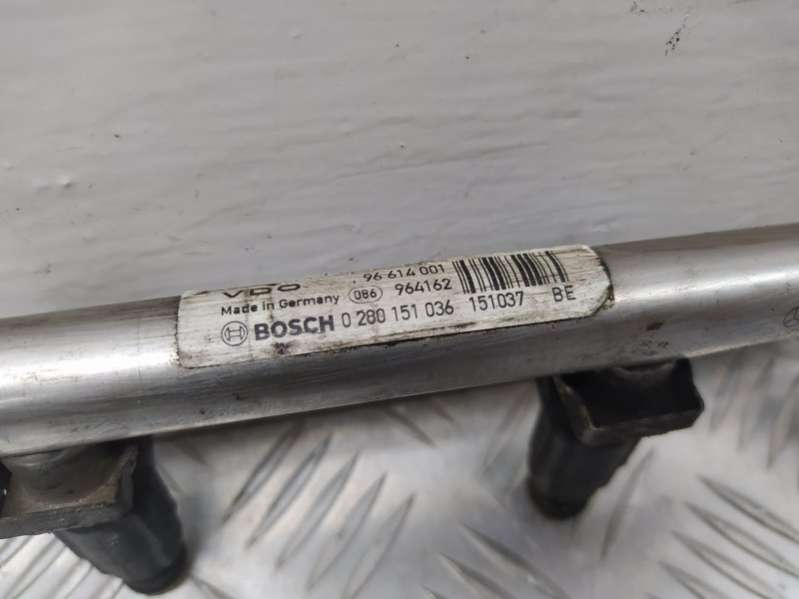 VDO 96 614 001
Made in Germany 086 964162
BOSCH 0 280 151 036 151037 BE